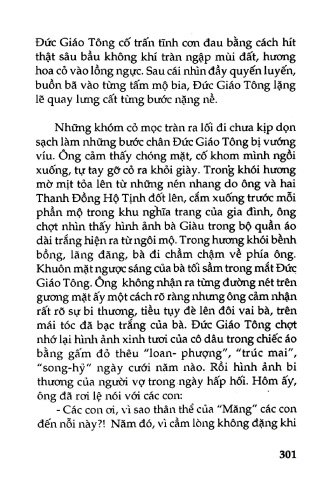 Đức Giáo Tông cố trấn tĩnh cơn đau bằng cách hít
thật sâu bầu không khí tràn ngập mùi đất, hương
hoa cỏ vào lồng ngực. Sau cái nhìn đầy quyến luyến,
buồn bã vào từng tấm mộ bia, Đức Giáo Tông lặng
lẽ quay lưng cất từng bước nặng nề.
Những khóm cỏ mọc tràn ra lối đi chưa kịp dọn
sạch làm những bước chân Đức Giáo Tông bị vướng
víu. Ông cảm thấy chóng mặt, cố khom mình ngồi
xuống, tự tay gỡ cỏ ra khỏi giày. Trong khói hương
mờ mịt tỏa lên từ những nén nhang do ông và hai
Thanh Đồng Hộ Tịnh đốt lên, cắm xuống trước mỗi
phần mộ trong khu nghĩa trang của gia đình, ông
chợt nhìn thấy hình ảnh bà Giàu trong bộ quần áo
dài trắng hiện ra từ ngôi mộ. Trong hương khói bềnh
bồng, lãng đãng, bà đi chầm chậm về phía ông.
Khuôn mặt ngược sáng của bà tối sầm trong mắt Đức
Giáo Tông. Ông không nhận ra từng đường nét trên
gương mặt ấy một cách rõ ràng nhưng ông cảm nhận
rất rõ sự bi thương, tiều tụy đè lên đôi vai bà, trên
mái tóc đã bạc trắng của bà. Đức Giáo Tông chợt
nhớ lại hình ảnh xinh tươi của cô dâu trong chiếc áo
bằng gấm đỏ thêu "loan- phượng", "trúc mai",
"song-hỷ" ngày cưới năm nào. Rồi hình ảnh bi
thương của người vợ trong ngày hấp hối. Hôm ấy,
ông đã rơi lệ nói với các con:
- Các con ơi, vì sao thân thể của "Măng" các con
đến nỗi này?! Năm đó, vì cầm lòng không đặng khi
301